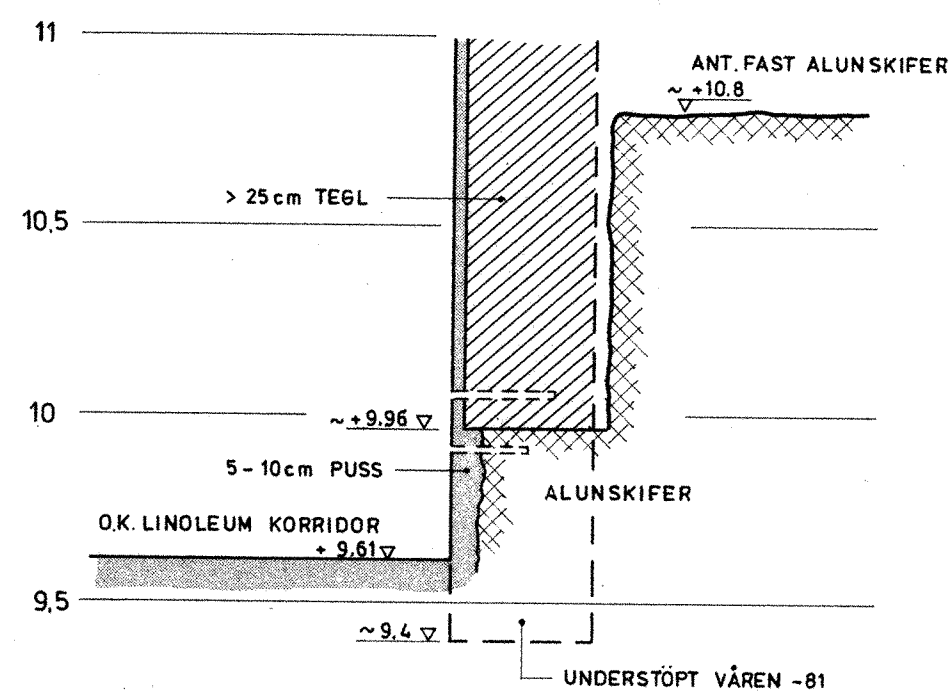 11
ANT. FAST ALUNSKIFER
~ +10.8
> 25cm TEGL
10,5
10
~ +9.96
5-10cm PUSS
ALUNSKIFER
O.K. LINOLEUM KORRIDOR
+ 9,61
9,5
~9,4
UNDERSTÖPT VÅREN -81